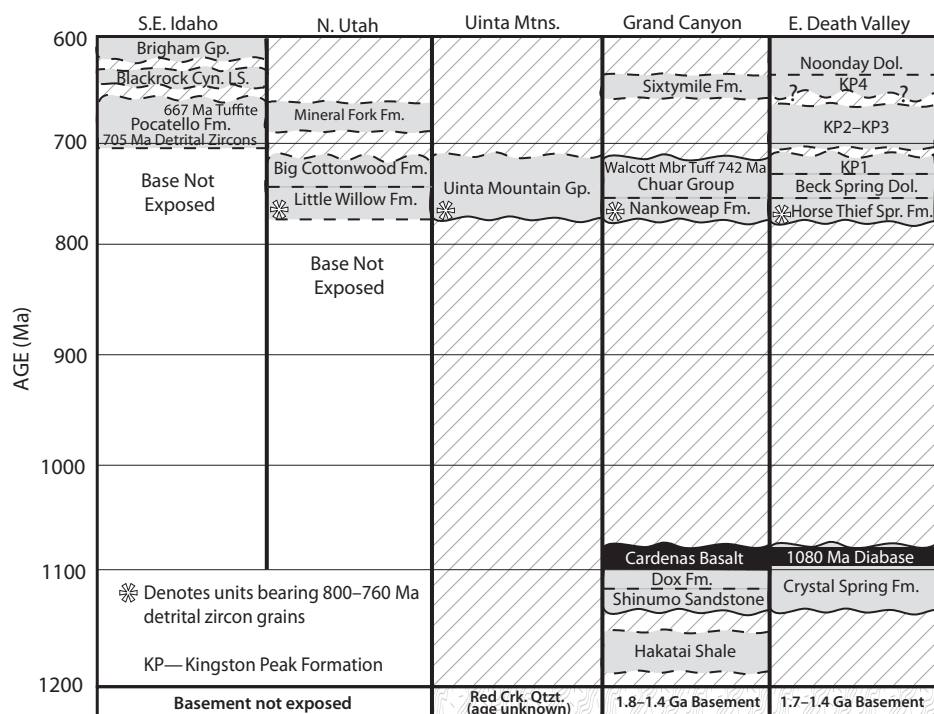 S.E. Idaho
N. Utah
Uinta Mtns.
Grand Canyon
E. Death Valley
AGE (Ma)
600
700
800
900
1000
1100
1200
Brigham Gp.
Blackrock Cyn. LS.
667 Ma Tuffite
Pocatello Fm.
705 Ma Detrital Zircons
Base Not
Exposed
Mineral Fork Fm.
Big Cottonwood Fm.
Little Willow Fm.
Base Not
Exposed
Uinta Mountain Gp.
Sixtymile Fm.
Walcott Mbr Tuff 742 Ma
Chuar Group
Nankoweap Fm.
Cardenas Basalt
Dox Fm.
Shinumo Sandstone
Hakatai Shale
Noonday Dol.
KP4
? ?
KP2–KP3
KP1
Beck Spring Dol.
Horse Thief Spr. Fm.
1080 Ma Diabase
Crystal Spring Fm.
Denotes units bearing 800–760 Ma
detrital zircon grains
KP—Kingston Peak Formation
Basement not exposed
Red Crk. Qtzt.
(age unknown)
1.8–1.4 Ga Basement
1.7–1.4 Ga Basement